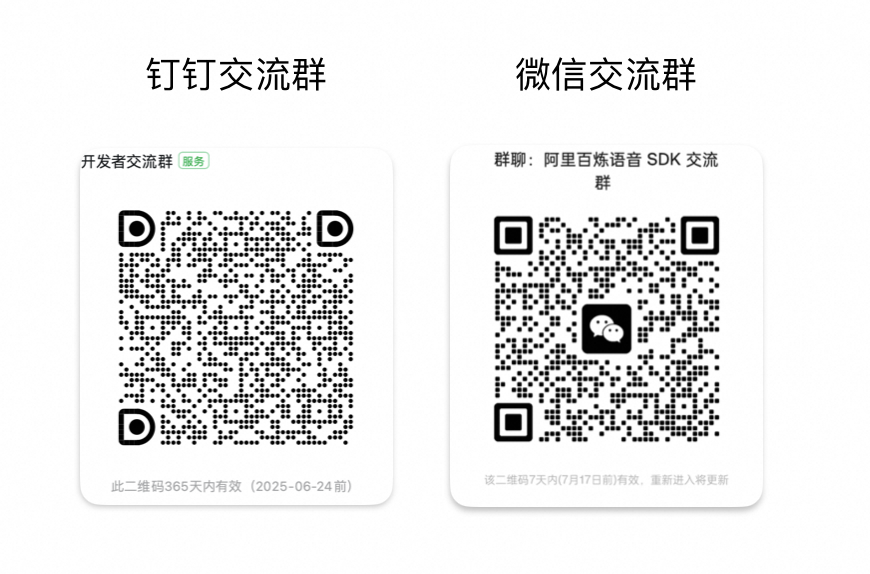 钉钉交流群
微信交流群
开发者交流群 服务
此二维码365天内有效（2025-06-24前）
群聊：阿里百炼语音 SDK 交流
群
该二维码7天内(7月17日前)有效，重新进入将更新